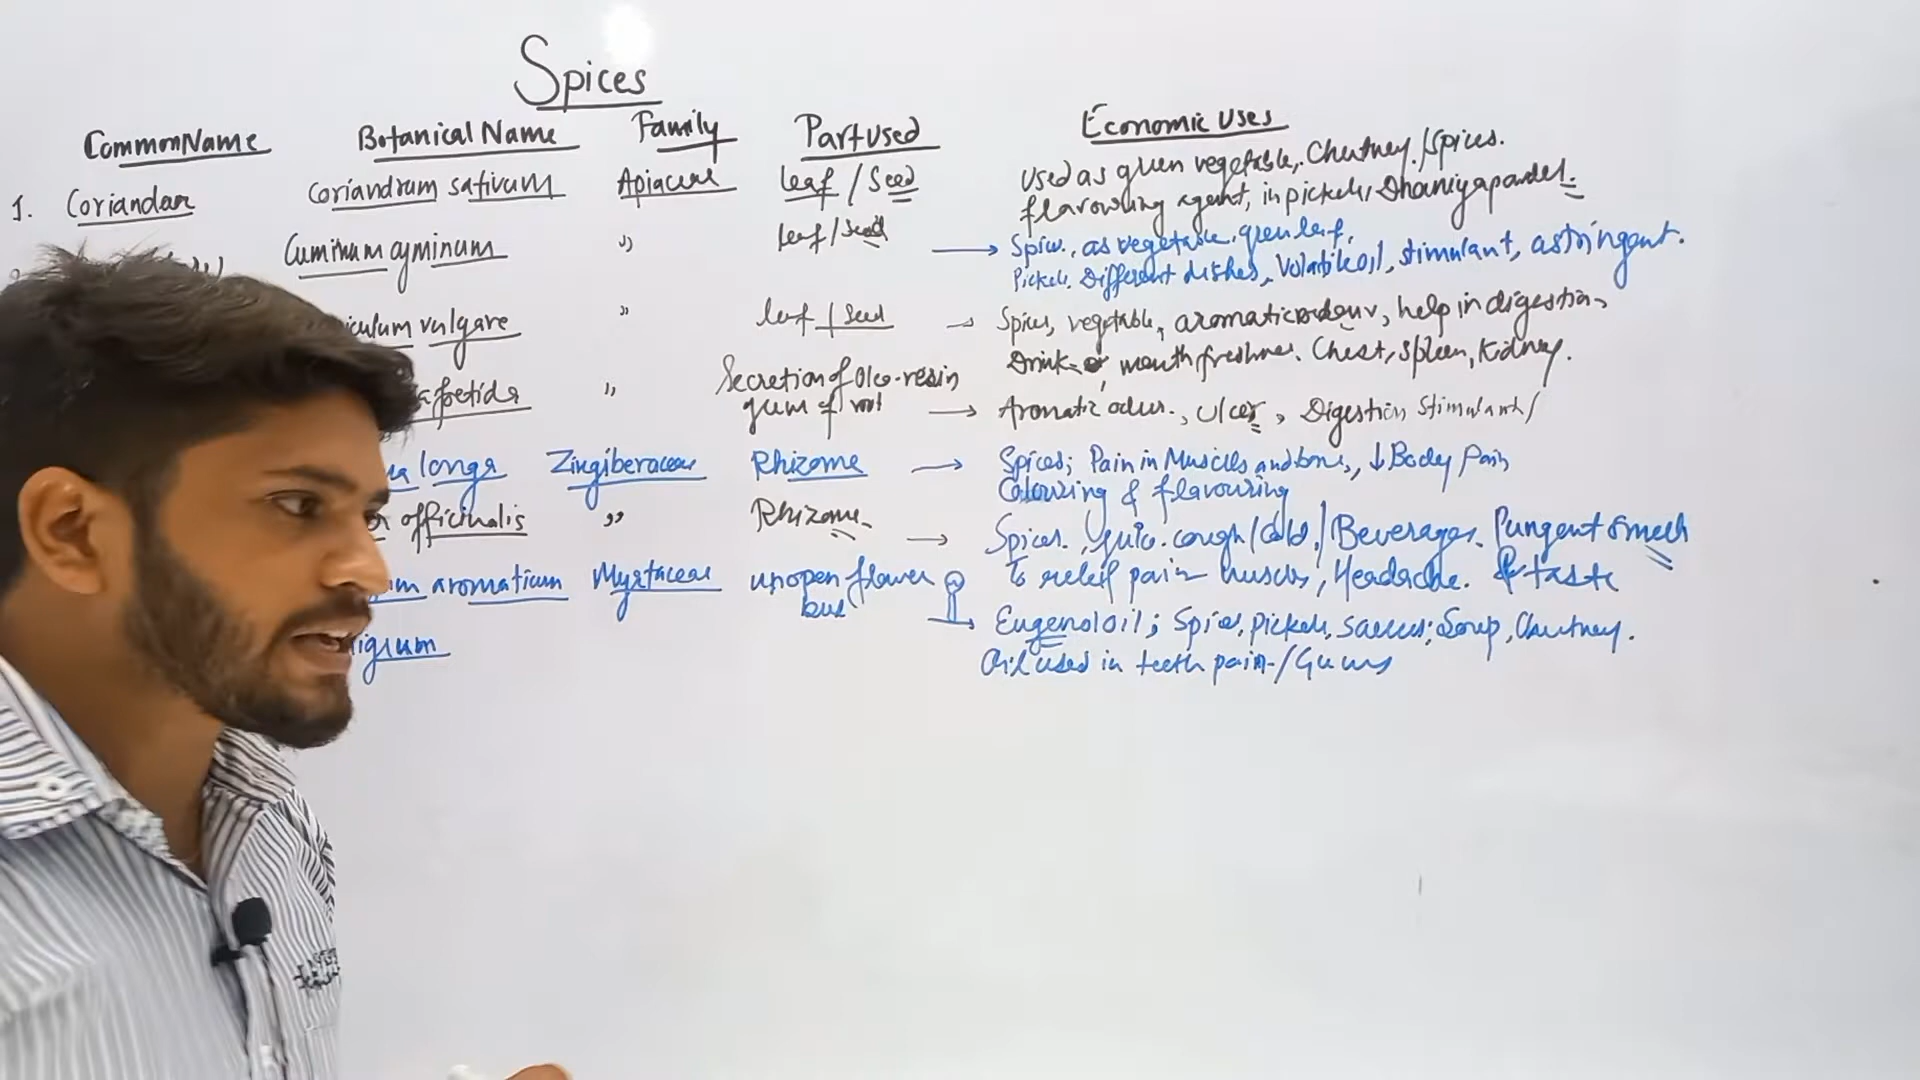 Spices
Common Name Botanical Name Family Part Used Economic Uses
1. Coriandar Coriandrum sativum Apiaceae leaf / Seed
Used as green vegetable, Chutney / Spices.
flavouring agent, in pickels, Dhaniya
Cuminum cyminum " leaf / seed → Spices, as vegetable, green leaf,
Pickels, Different dishes, Volatile oil, stimulant, astringent.
vulgare " leaf / seed → Spices, vegetable, aromatic odour, help in digestion,
Drink mouth freshner. Chest, Spleen, Kidney.
foetida " Secretion of Oleo-resin
gum of root → Aromatic odur., Ulcer, Digestion Stimulant /
longa Zingiberaceae Rhizome → Spices; Pain in Muscles and bones, ↓ Body Pain
Colouring & flavouring
officinalis " Rhizome → Spices. cough / Cold / Beverages. Pungent smell
To relief pain muscles, Headache. & taste
aromatium Myrtaceae unopen flower
bud → Eugenol oil; Spices, pickels, sauces; Soup, Chutney.
Oil used in teeth pain / Gums